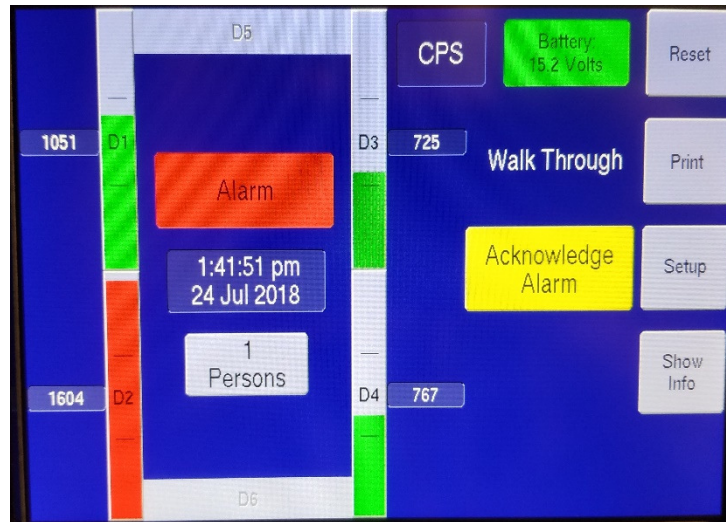 D5
CPS
Battery:
15.2 Volts
Reset
1051
D1
D3
725
Walk Through
Print
Alarm
1:41:51 pm
24 Jul 2018
Acknowledge
Alarm
Setup
1
Persons
Show
Info
1604
D2
D4
767
D6